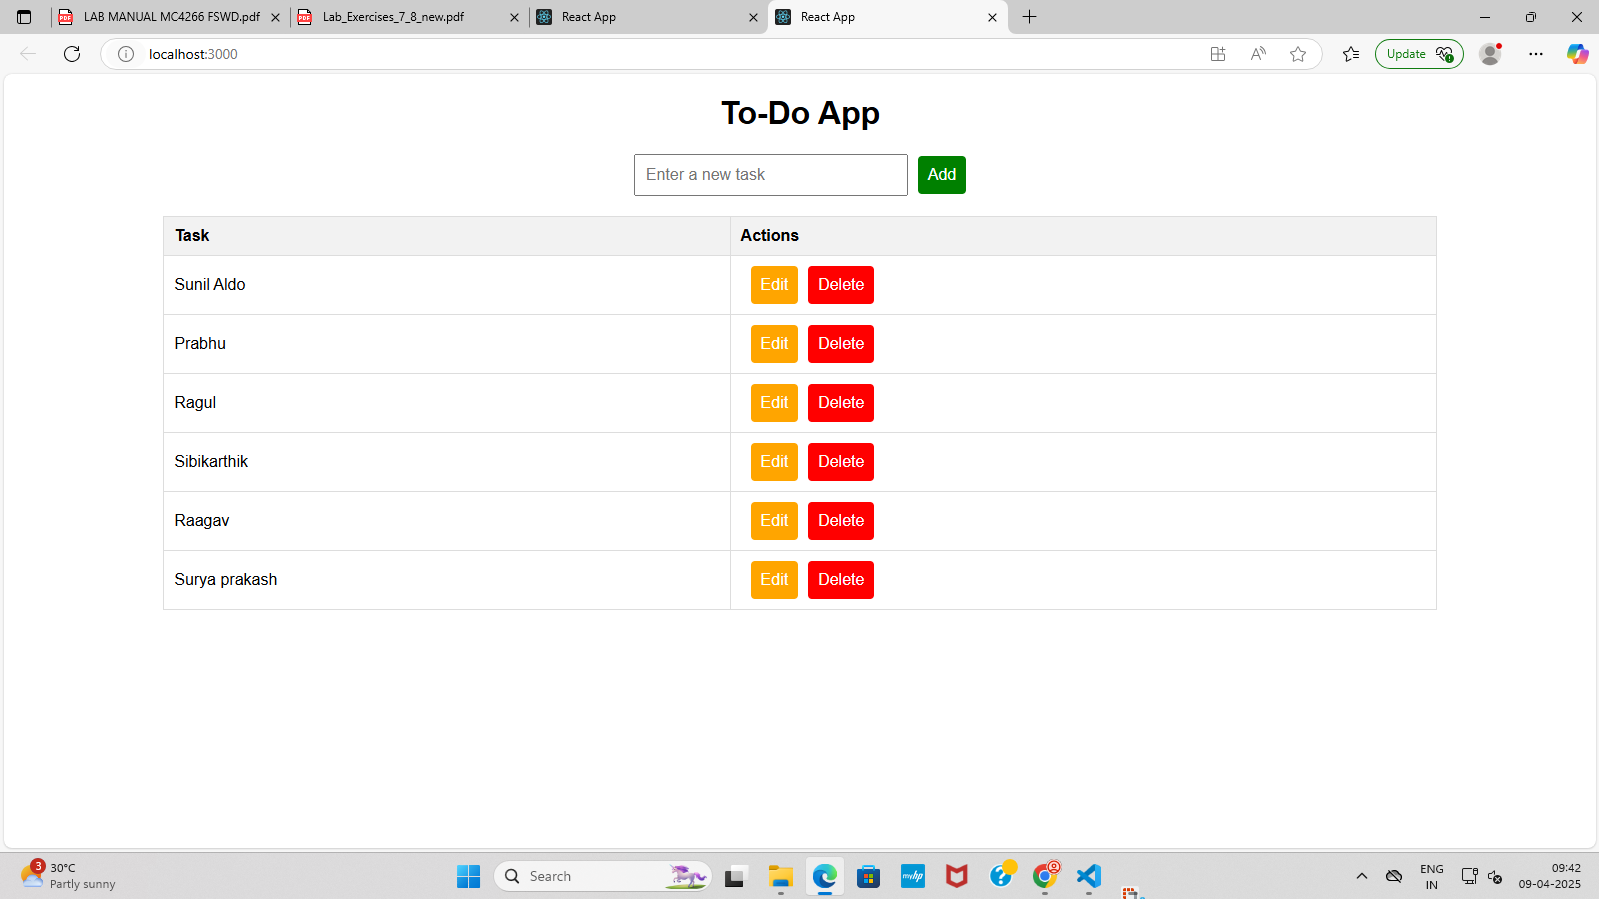 LAB MANUAL MC4266 FSWD.pdf
Lab_Exercises_7_8_new.pdf
React App
React App
localhost:3000
Update
To-Do App
Enter a new task
Add
Task Actions
Sunil Aldo Edit Delete
Prabhu Edit Delete
Ragul Edit Delete
Sibikarthik Edit Delete
Raagav Edit Delete
Surya prakash Edit Delete
3
30°C
Partly sunny
Search
myhp
ENG
IN
09:42
09-04-2025